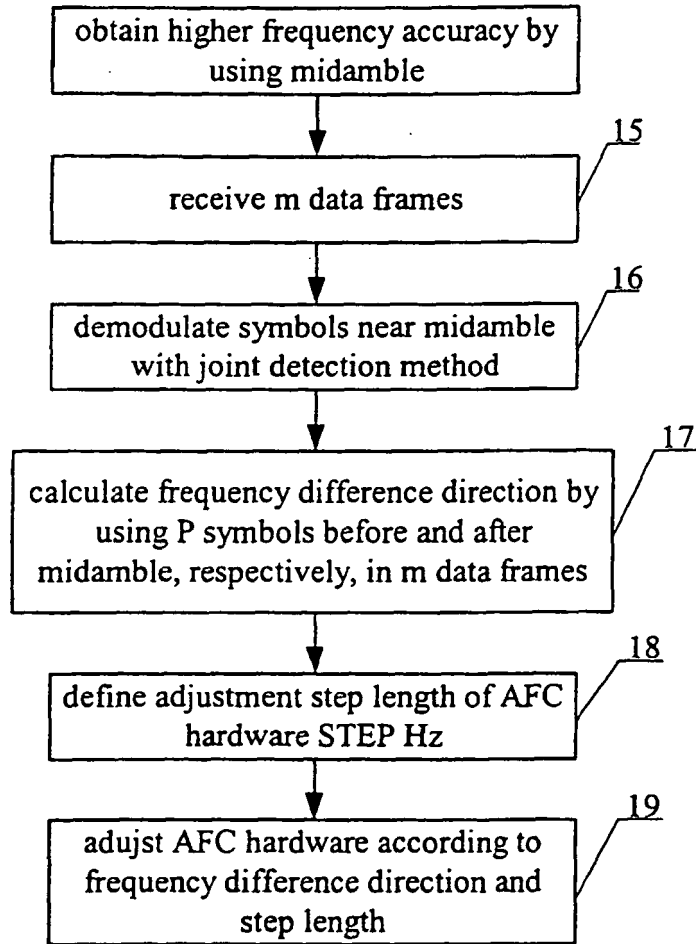 obtain higher frequency accuracy by
using midamble
15
receive m data frames
16
demodulate symbols near midamble
with joint detection method
17
calculate frequency difference direction by
using P symbols before and after
midamble, respectively, in m data frames
18
define adjustment step length of AFC
hardware STEP Hz
19
adujst AFC hardware according to
frequency difference direction and
step length